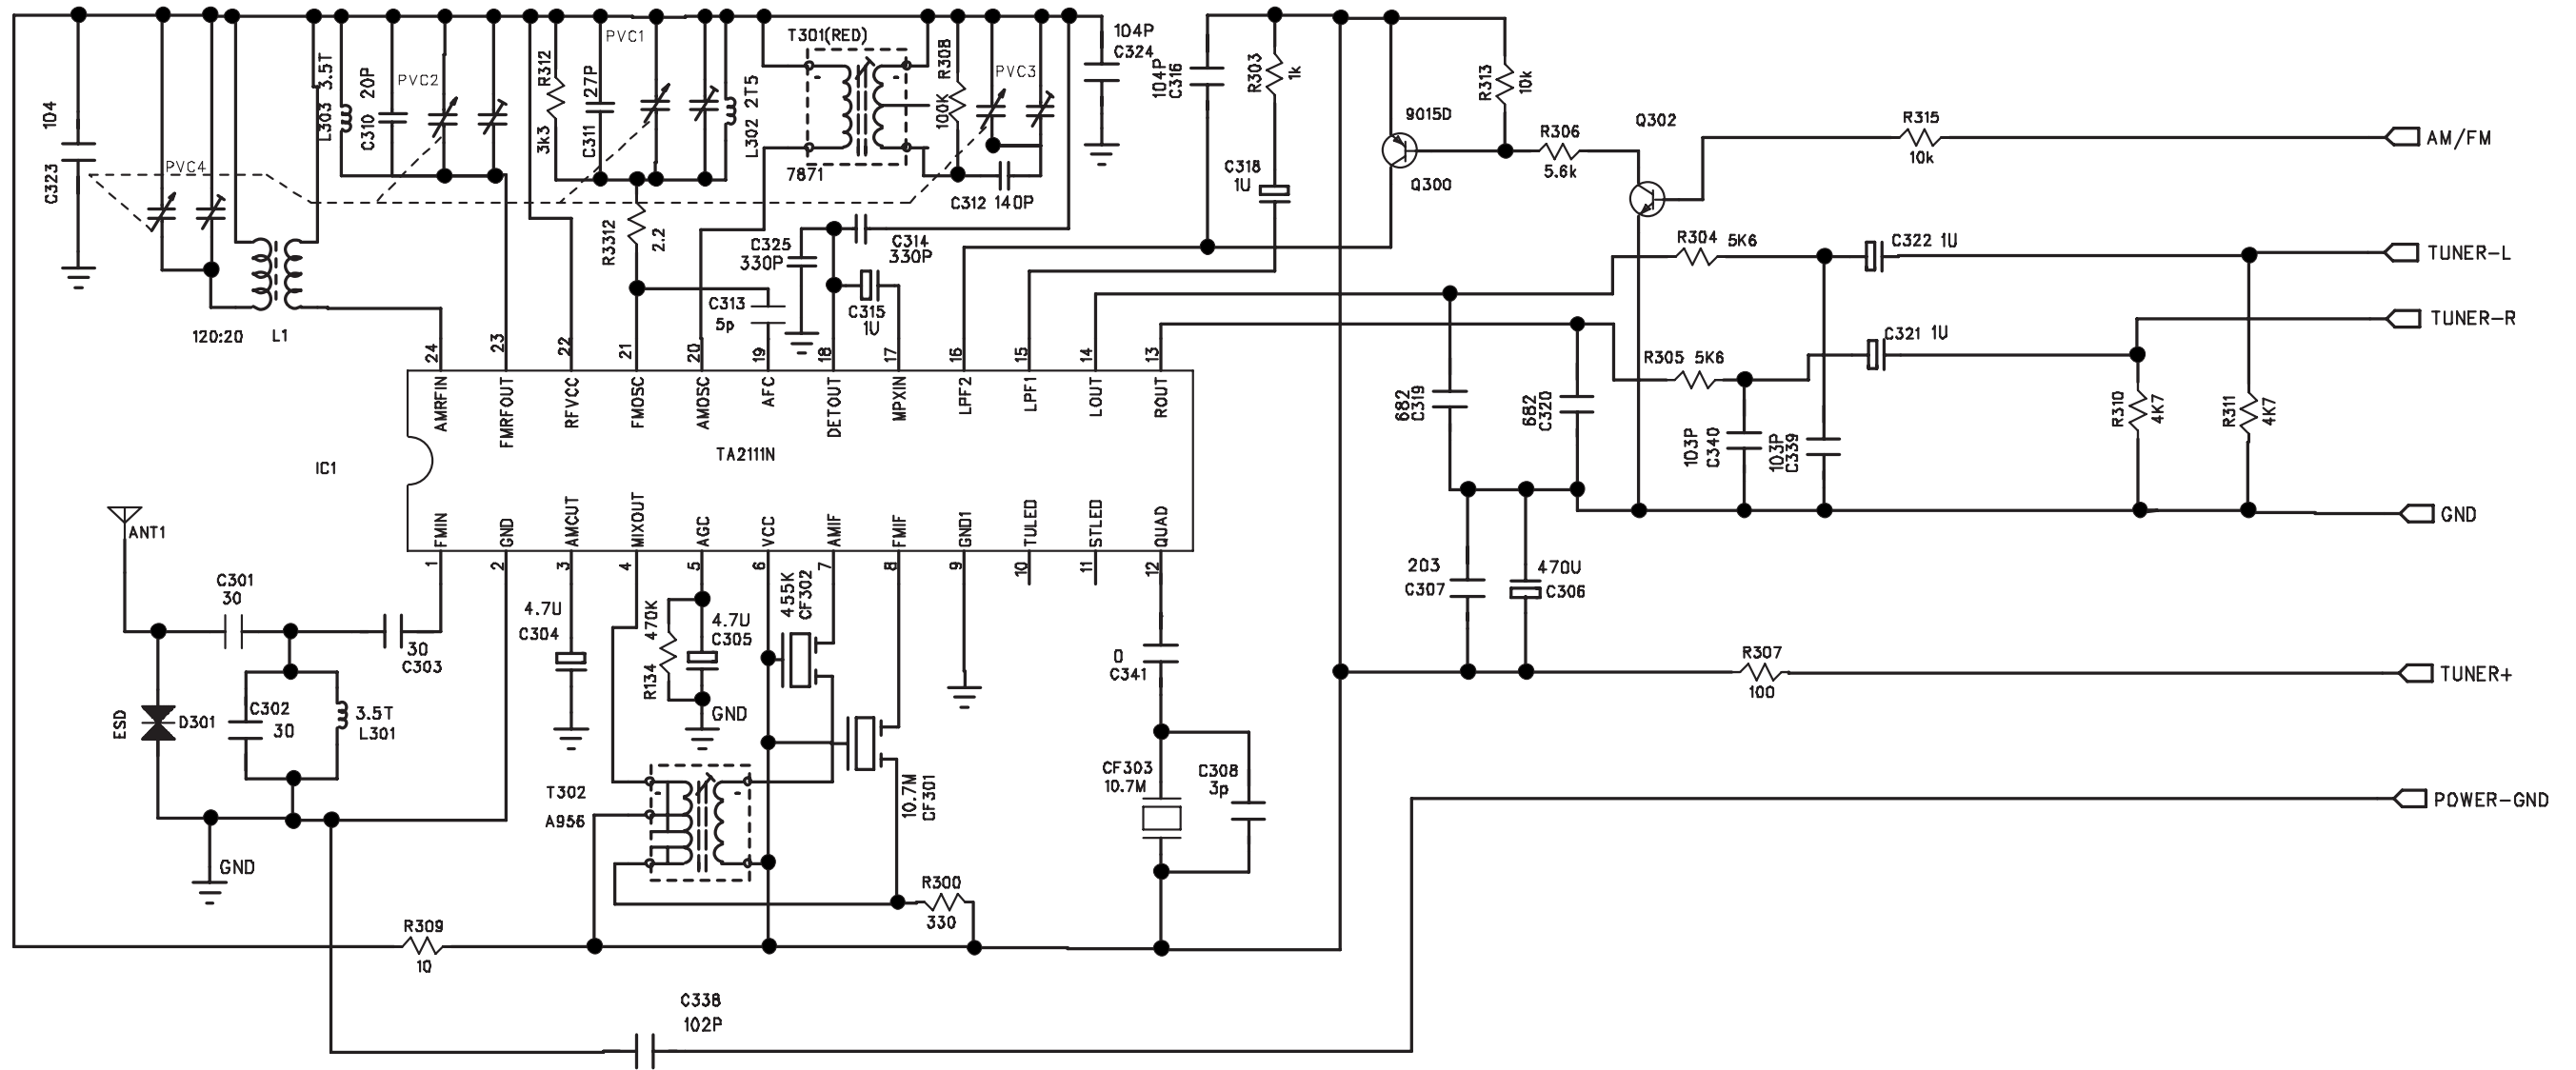 104
C323
PVC4
120:20
L1
L303 3.5T
C310 20P
PVC2
R312
3k3
C311 27P
PVC1
L302 2T5
T301(RED)
7871
R308
100K
PVC3
C312 140P
104P
C324
104P
C316
R303
1k
C318
1U
9015D
Q300
R313
10k
R306
5.6k
Q302
R315
10k
AM/FM
R3312
2.2
C325
330P
C314
330P
C313
5p
C315
1U
R304 5K6
C322 1U
TUNER-L
R305 5K6
C321 1U
TUNER-R
24
23
22
21
20
19
18
17
16
15
14
13
AMRFIN
FMRFOUT
RFVCC
FMOSC
AMOSC
AFC
DETOUT
MPXIN
LPF2
LPF1
LOUT
ROUT
IC1
TA2111N
682
C319
682
C320
103P
C340
103P
C339
R310
4K7
R311
4K7
FMIN
GND
AMCUT
MIXOUT
AGC
VCC
AMIF
FMIF
GND1
TULED
STLED
QUAD
1
2
3
4
5
6
7
8
9
10
11
12
GND
ANT1
C301
30
30
C303
ESD
D301
C302
30
3.5T
L301
GND
4.7U
C304
470K
R134
4.7U
C305
GND
455K
CF302
10.7M
CF301
T302
A956
R300
330
0
C341
CF303
10.7M
C308
3p
203
C307
470U
C306
R307
100
TUNER+
POWER-GND
R309
10
C338
102P